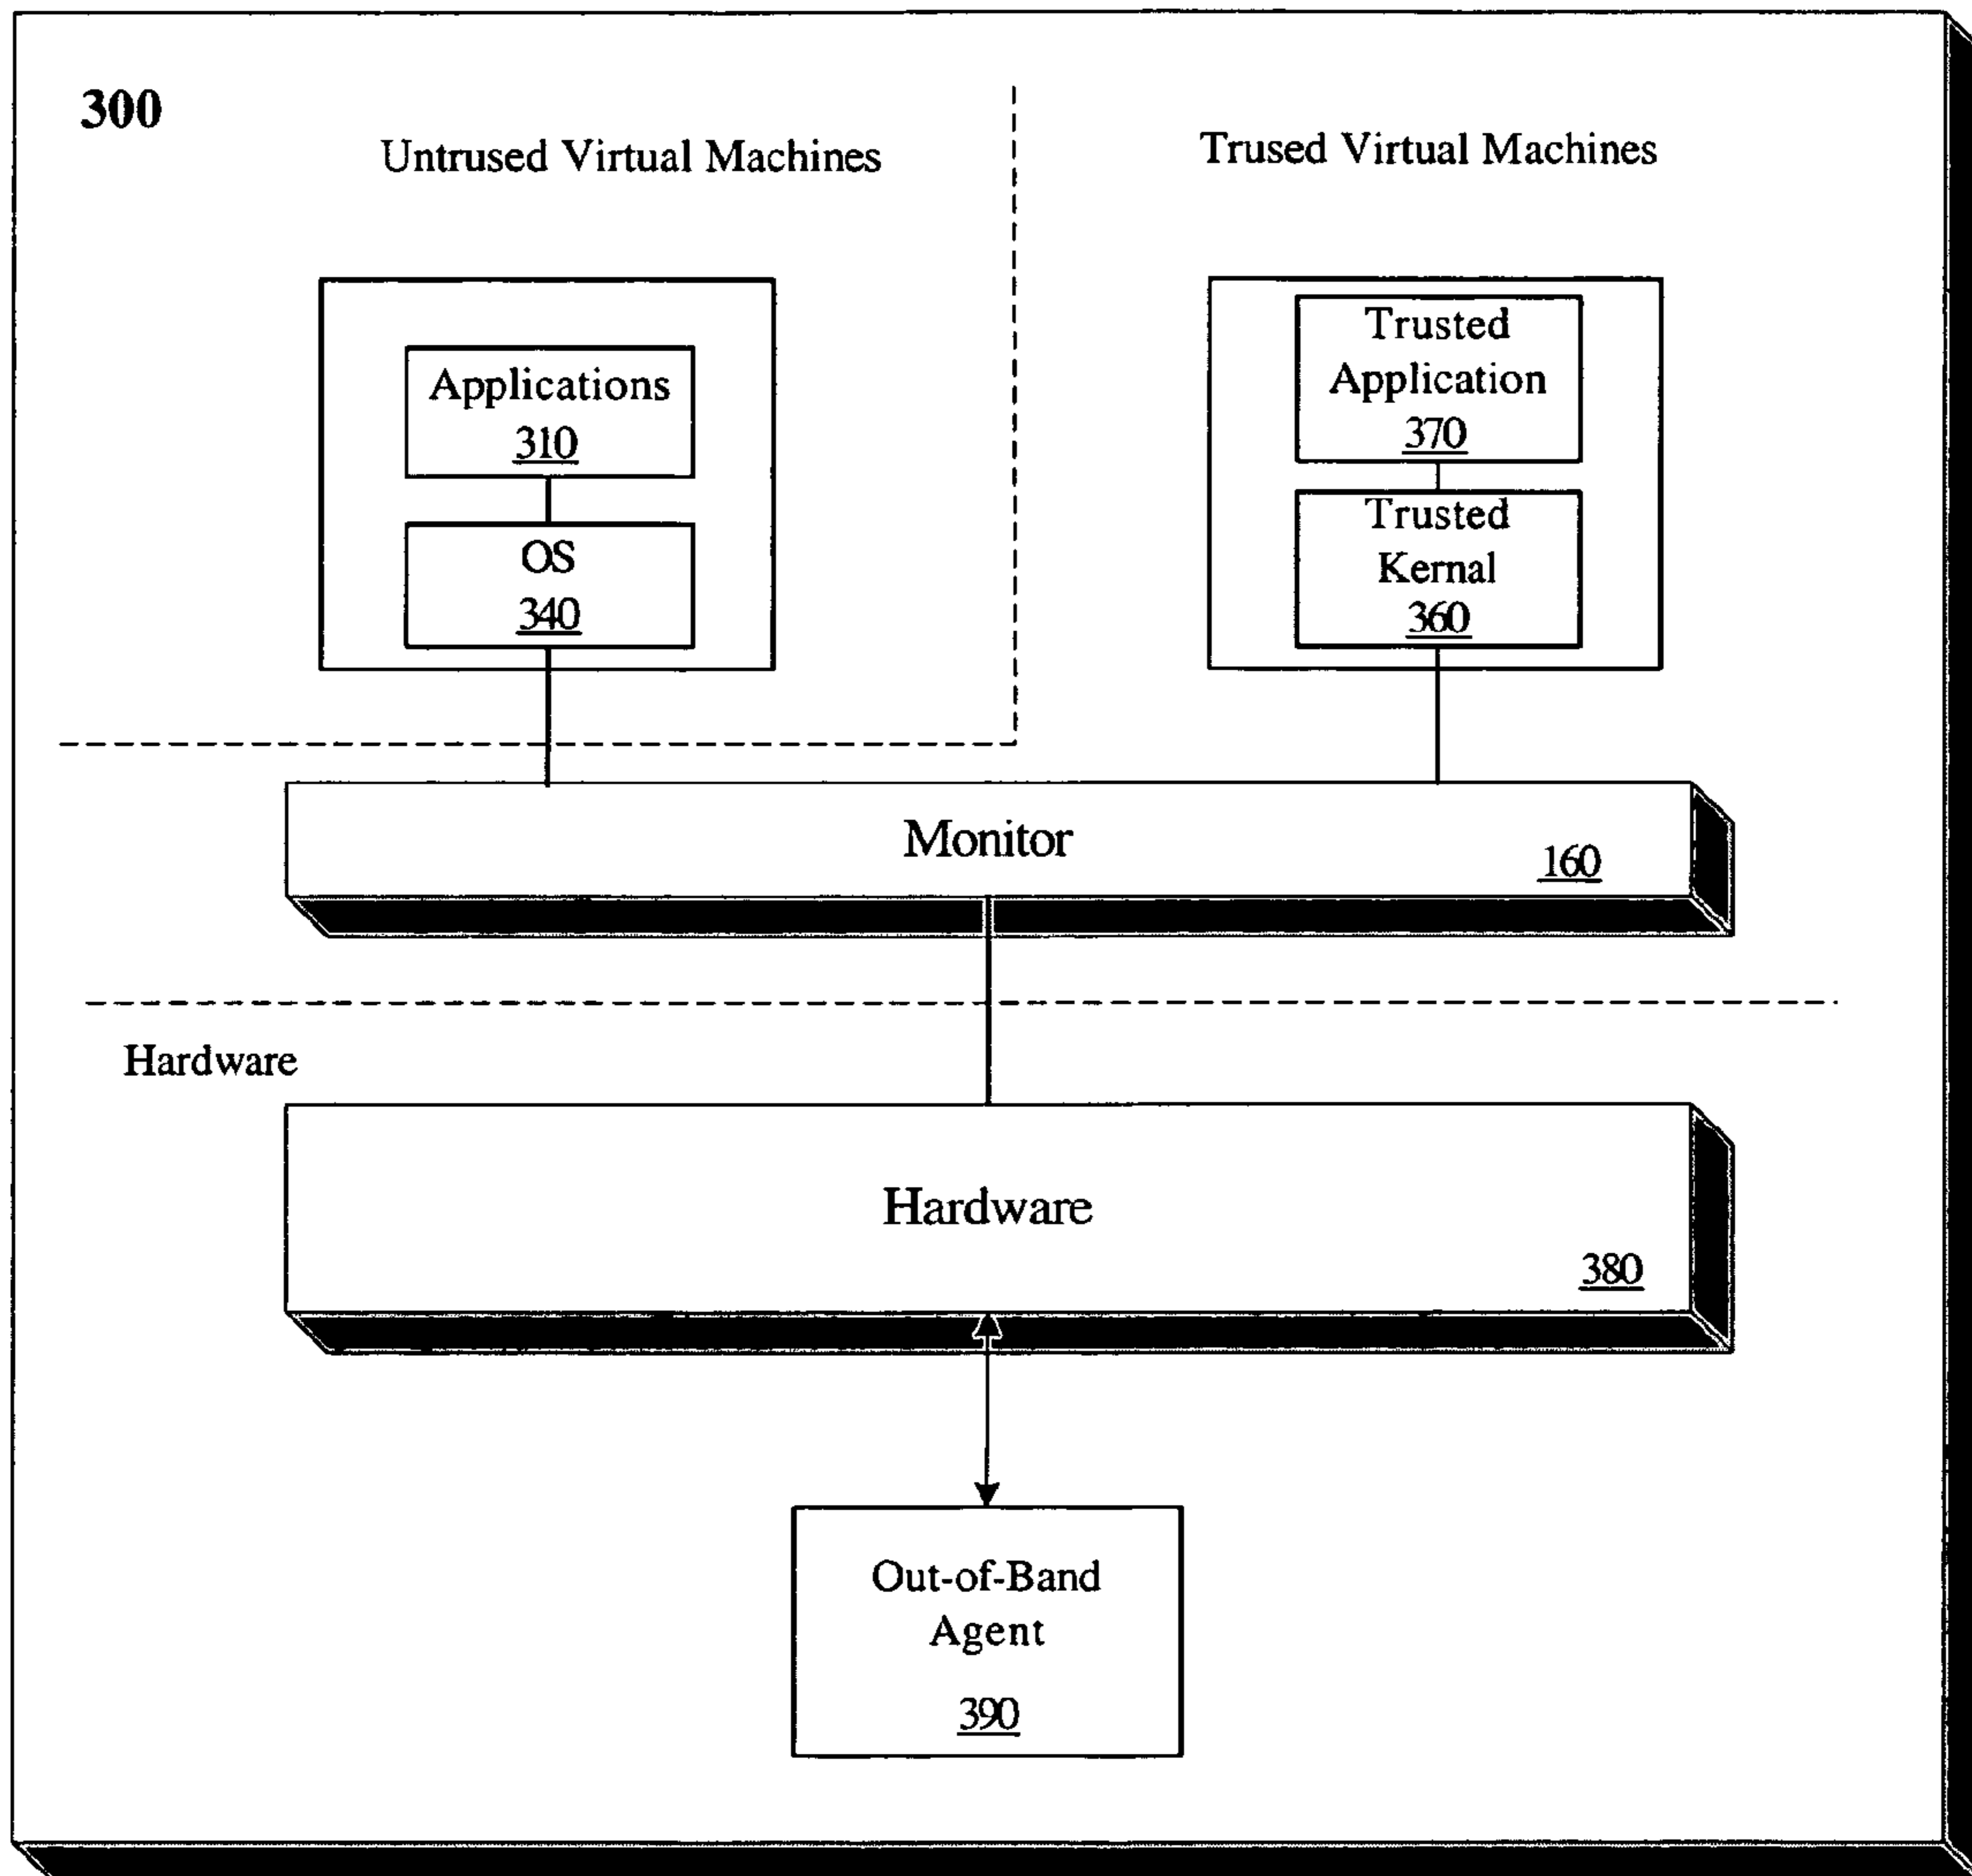 300
Untrused Virtual Machines
Trused Virtual Machines
Applications
310
OS
340
Trusted
Application
370
Trusted
Kernal
360
Monitor
160
Hardware
Hardware
380
Out-of-Band
Agent
390